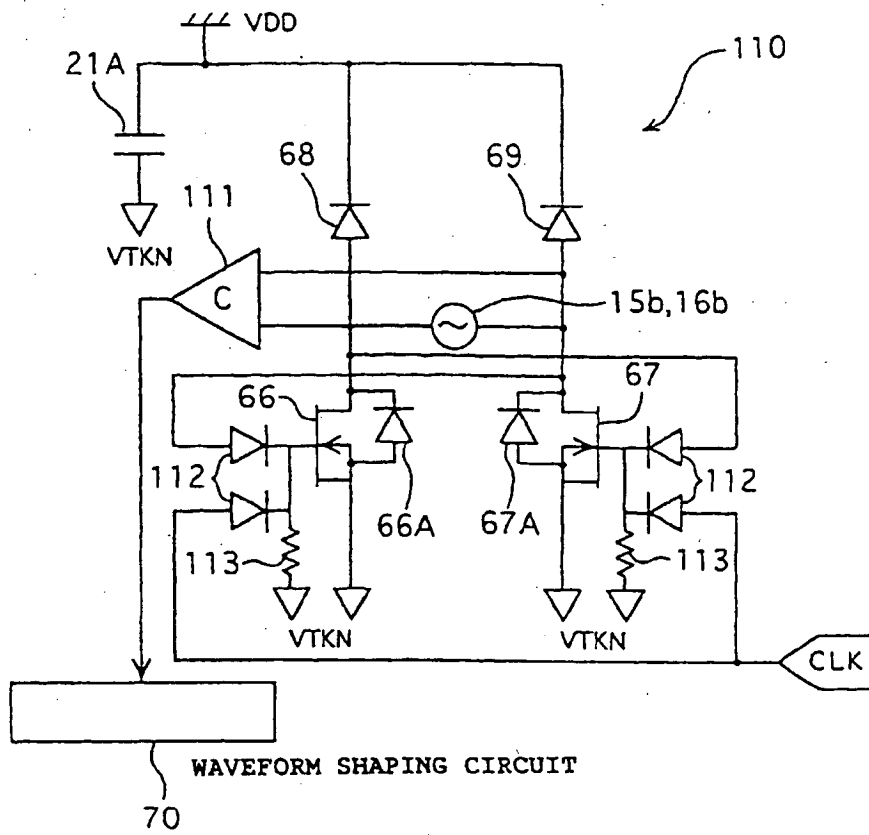 VDD
110
21A
68
69
111
VTKN
C
15b,16b
66
67
112
112
66A
67A
113
113
VTKN
VTKN
CLK
WAVEFORM SHAPING CIRCUIT
70